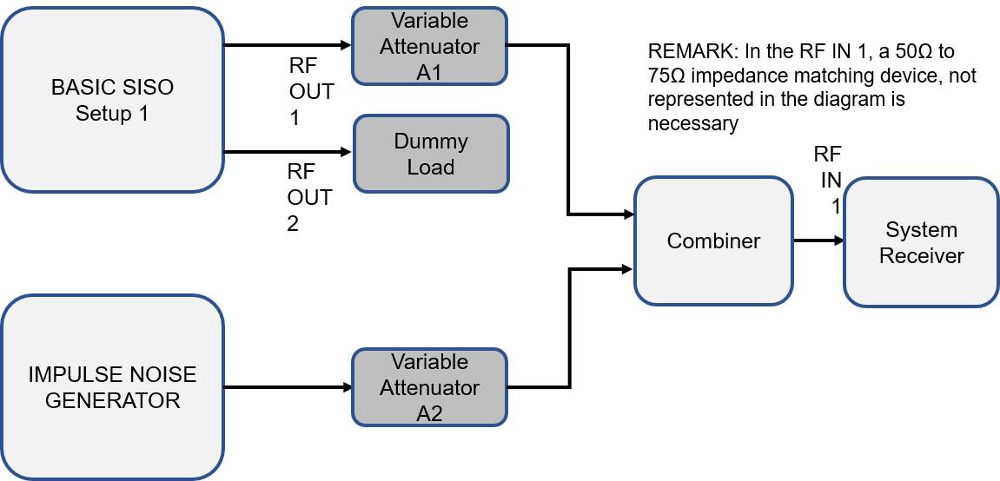 BASIC SISO
Setup 1
RF
OUT
1
Variable
Attenuator
A1
RF
OUT
2
Dummy
Load
REMARK: In the RF IN 1, a 50Ω to
75Ω impedance matching device, not
represented in the diagram is
necessary
Combiner
RF
IN
1
System
Receiver
IMPULSE NOISE
GENERATOR
Variable
Attenuator
A2